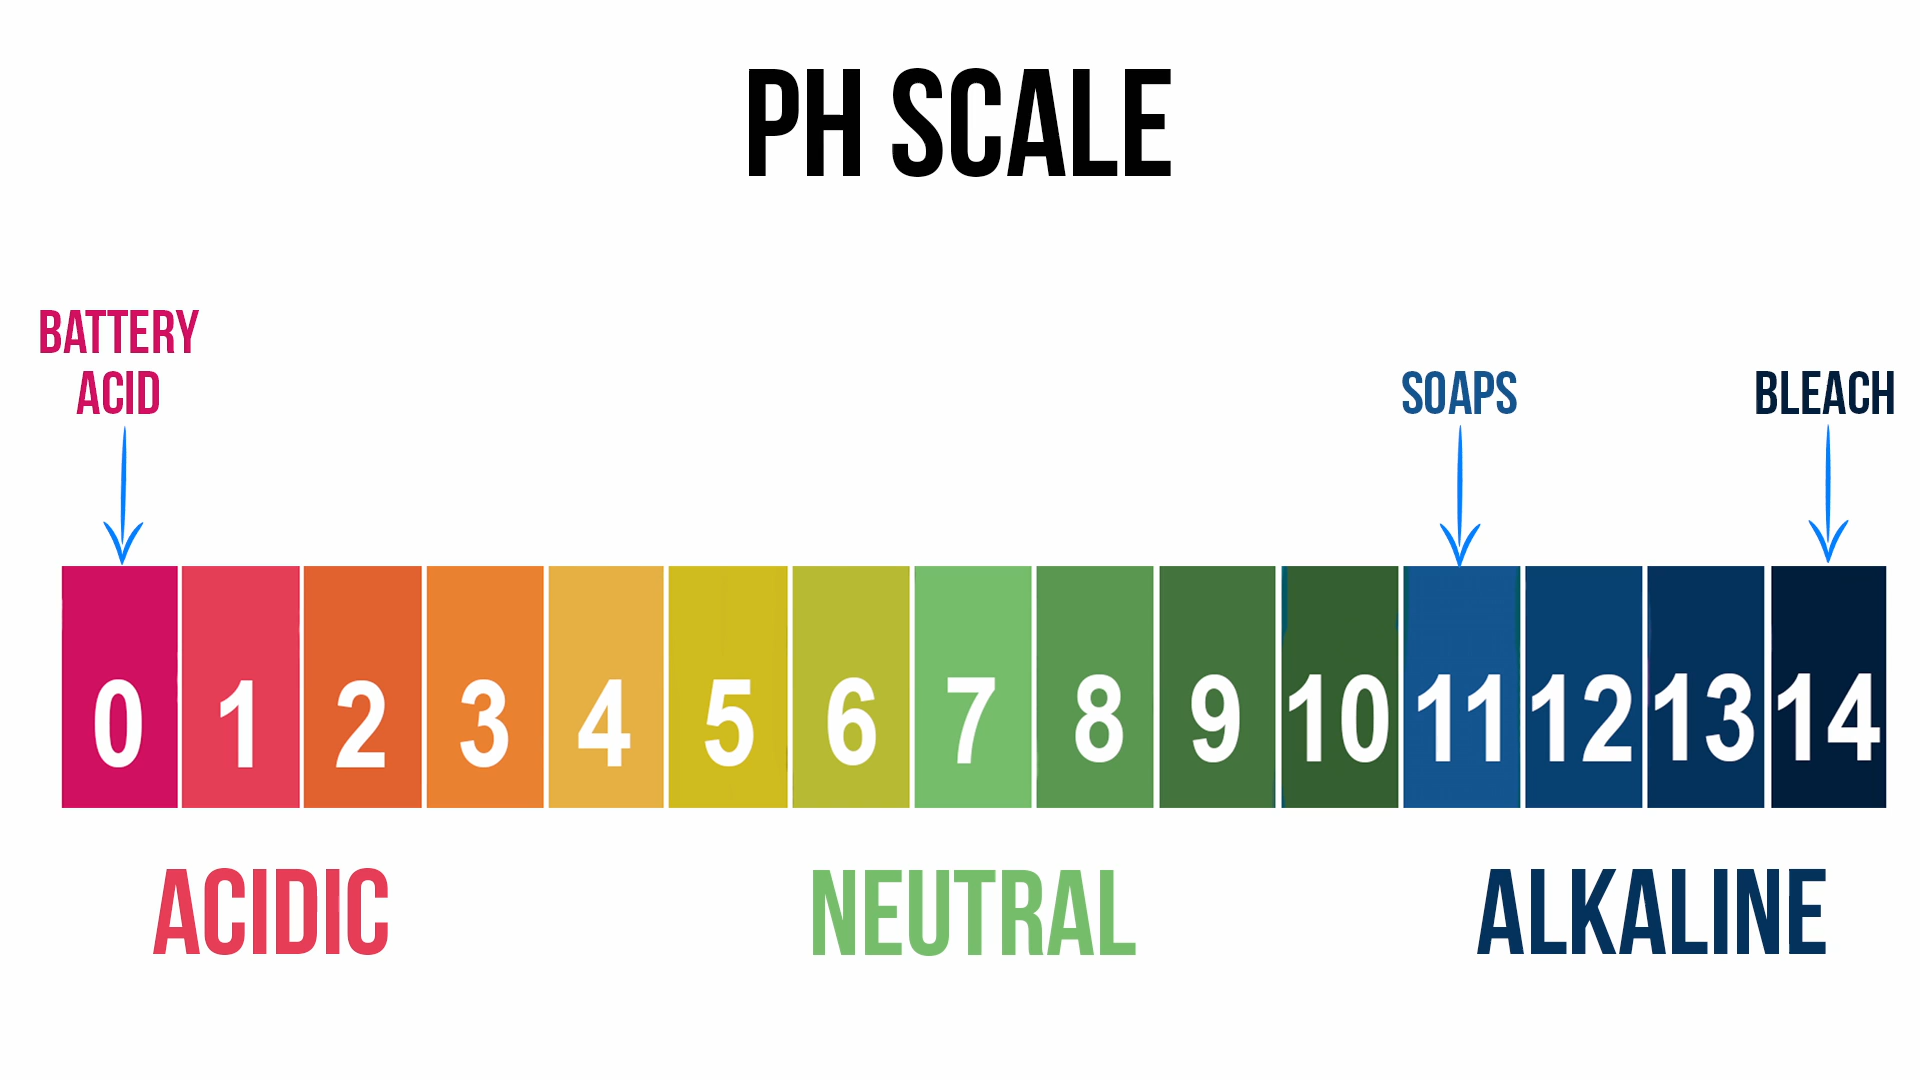 PH SCALE
BATTERY
ACID
SOAPS
BLEACH
0 1 2 3 4 5 6 7 8 9 10 11 12 13 14
ACIDIC
NEUTRAL
ALKALINE